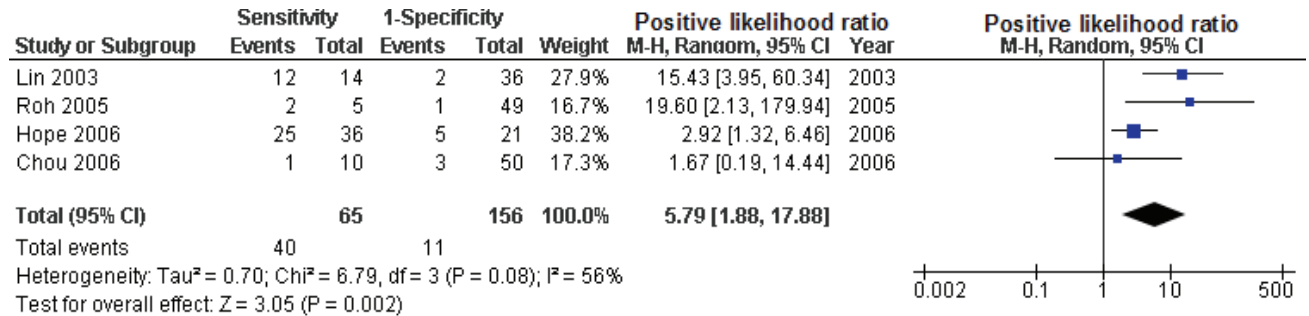 Sensitivity 1-Specificity Positive likelihood ratio Positive likelihood ratio
Study or Subgroup Events Total Events Total Weight M-H, Random, 95% CI Year M-H, Random, 95% CI
Lin 2003 12 14 2 36 27.9% 15.43 [3.95, 60.34] 2003
Roh 2005 2 5 1 49 16.7% 19.60 [2.13, 179.94] 2005
Hope 2006 25 36 5 21 38.2% 2.92 [1.32, 6.46] 2006
Chou 2006 1 10 3 50 17.3% 1.67 [0.19, 14.44] 2006
Total (95% CI) 65 156 100.0% 5.79 [1.88, 17.88]
Total events 40 11
Heterogeneity: Tau² = 0.70; Chi² = 6.79, df = 3 (P = 0.08); I² = 56%
Test for overall effect: Z = 3.05 (P = 0.002)
0.002 0.1 1 10 500